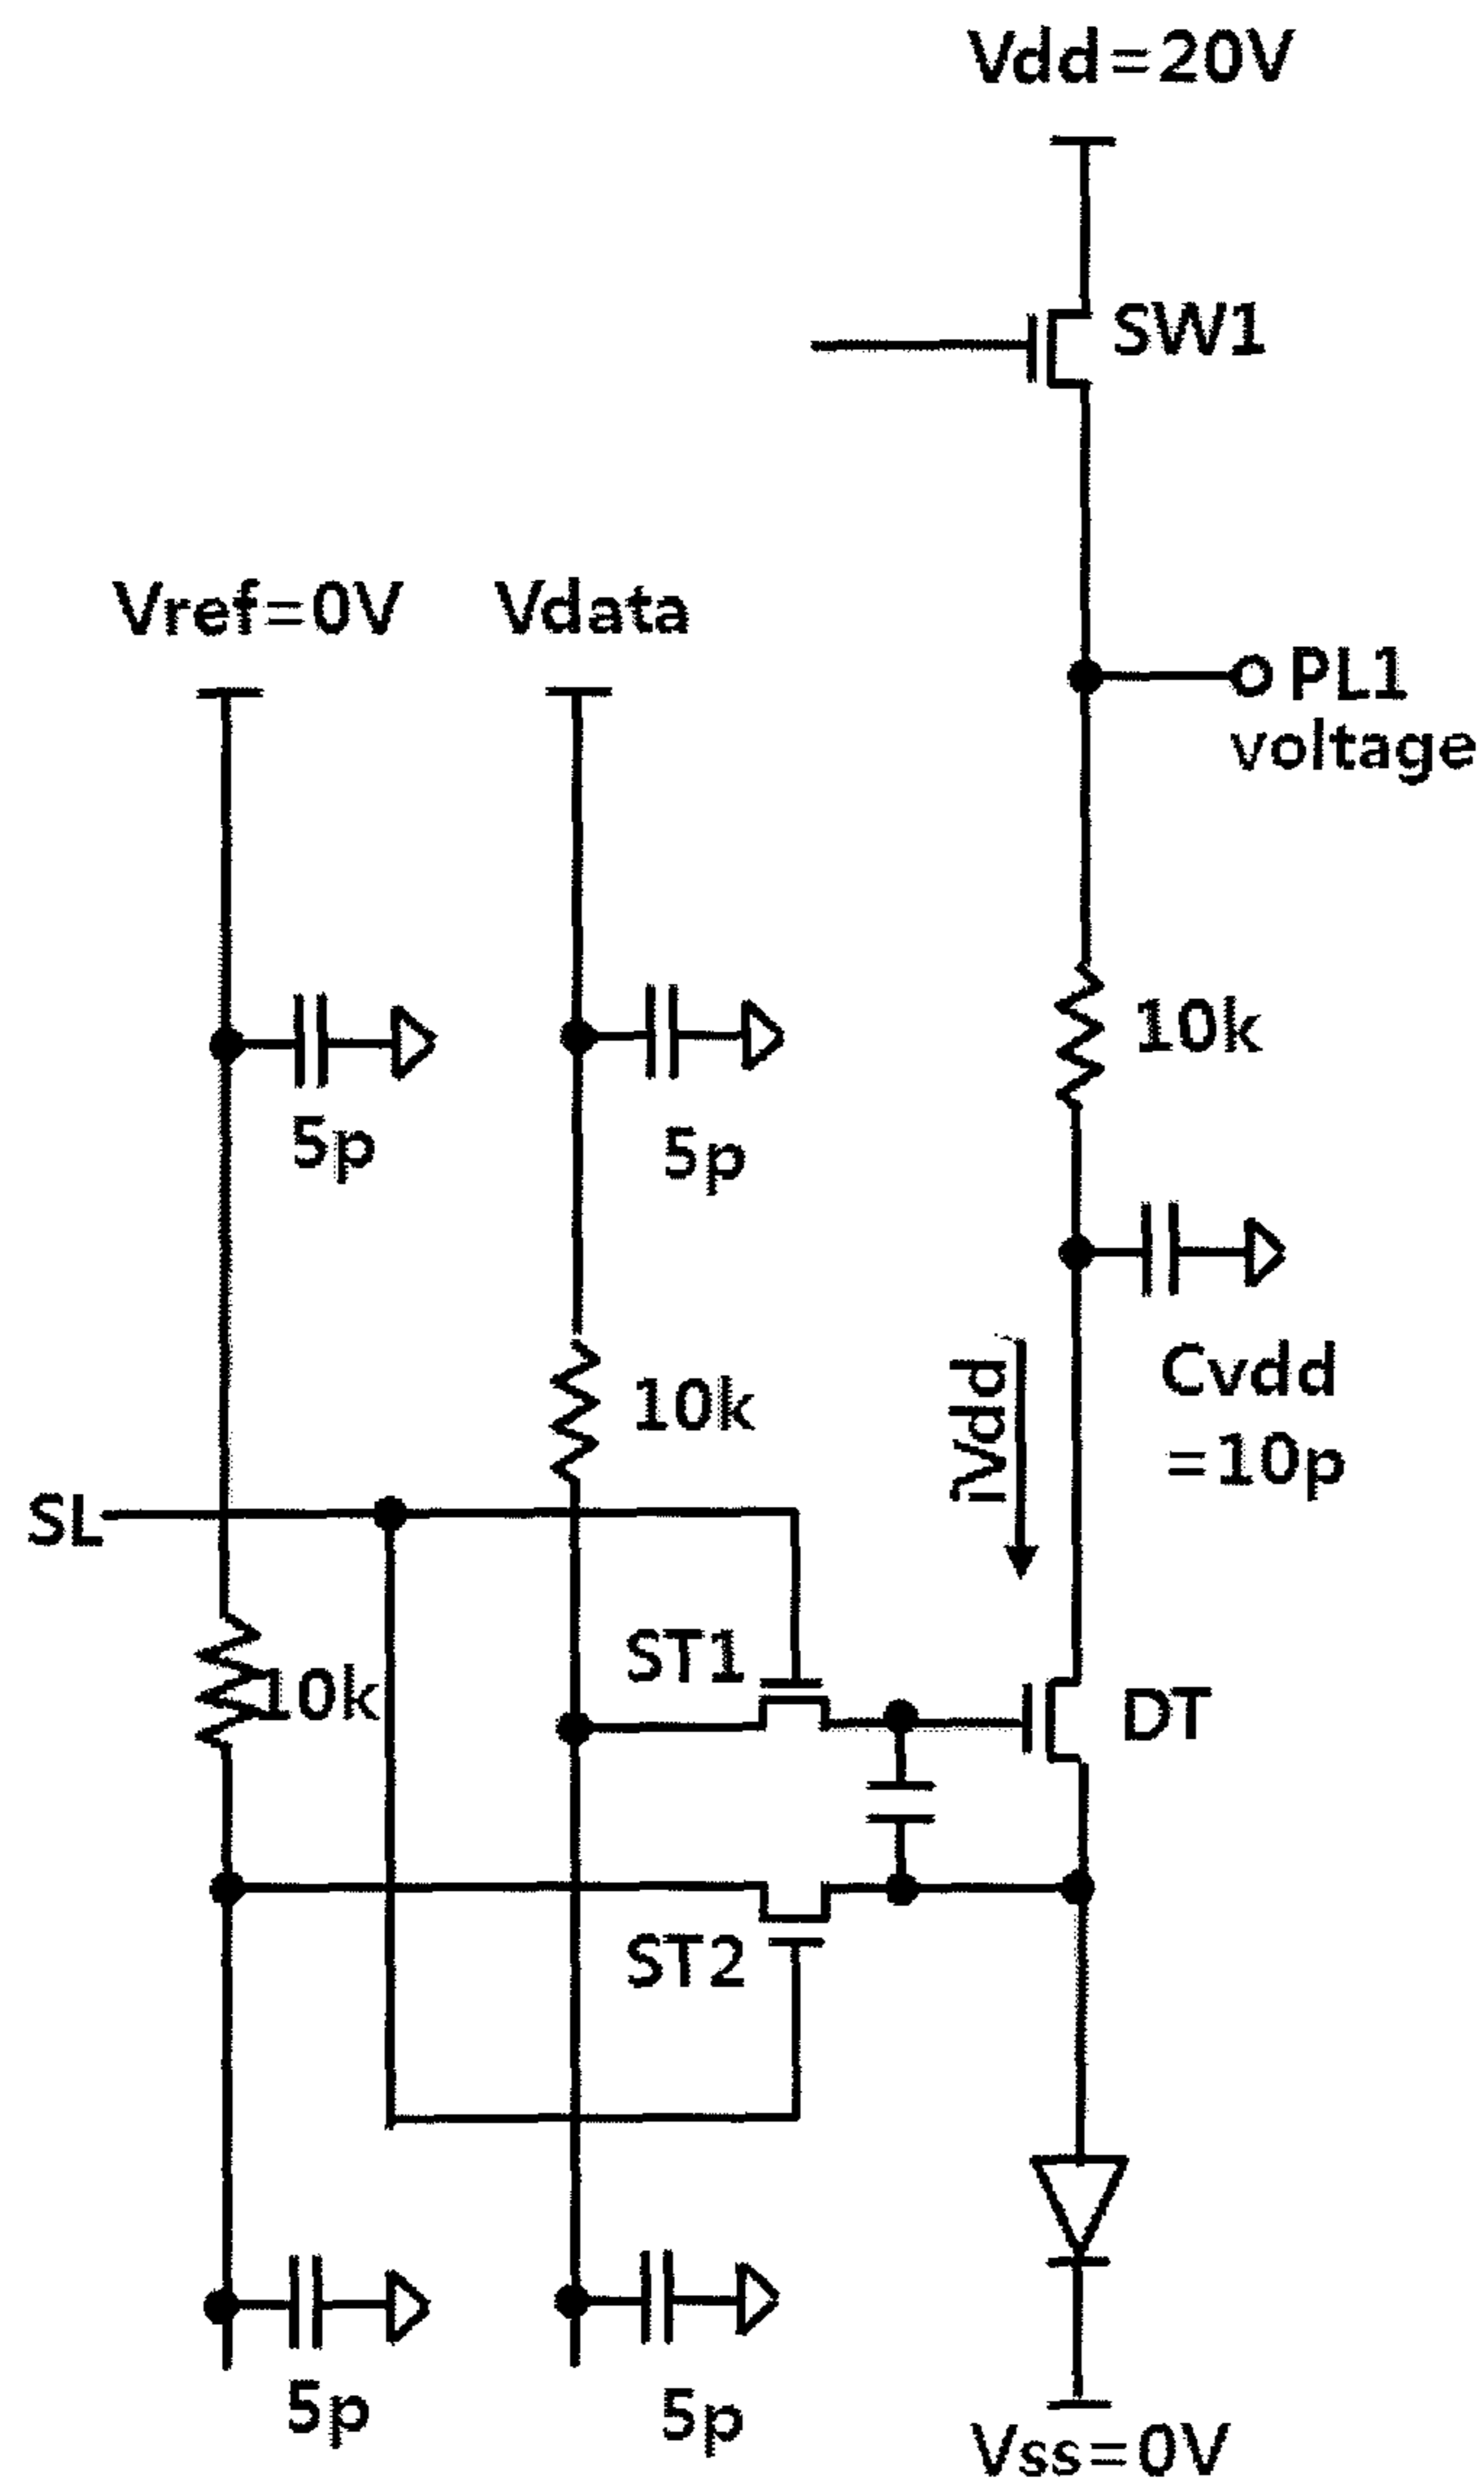 Vdd=20V
SW1
Vref=0V
Vdata
PL1
voltage
10k
5p
5p
Cvdd
=10p
IVdd
10k
SL
ST1
10k
DT
ST2
5p
5p
Vss=0V